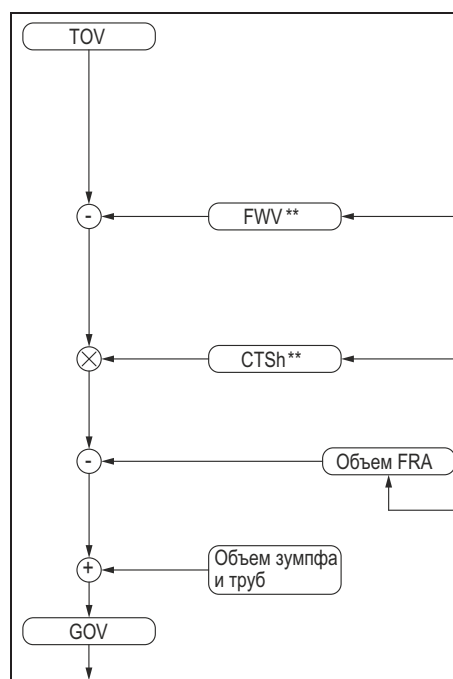 TOV
-
FWV **
CTSh**
-
Объем FRA
+
Объем зумпфа
и труб
GOV